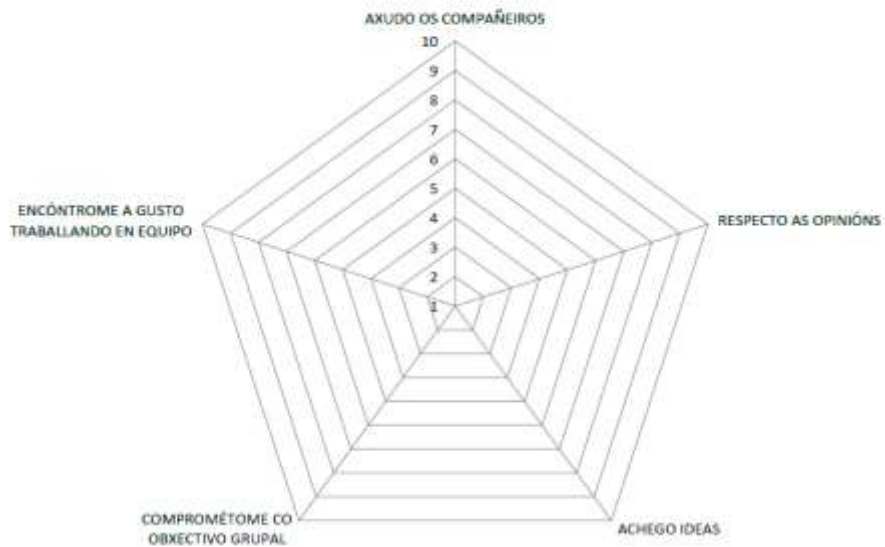 AXUDO OS COMPAÑEIROS
10
9
8
7
6
5
4
3
2
1
RESPECTO AS OPINIÓNS
ACHEGO IDEAS
COMPROMÉTOME CO
OBXECTIVO GRUPAL
ENCÓNTROME A GUSTO
TRABALLANDO EN EQUIPO